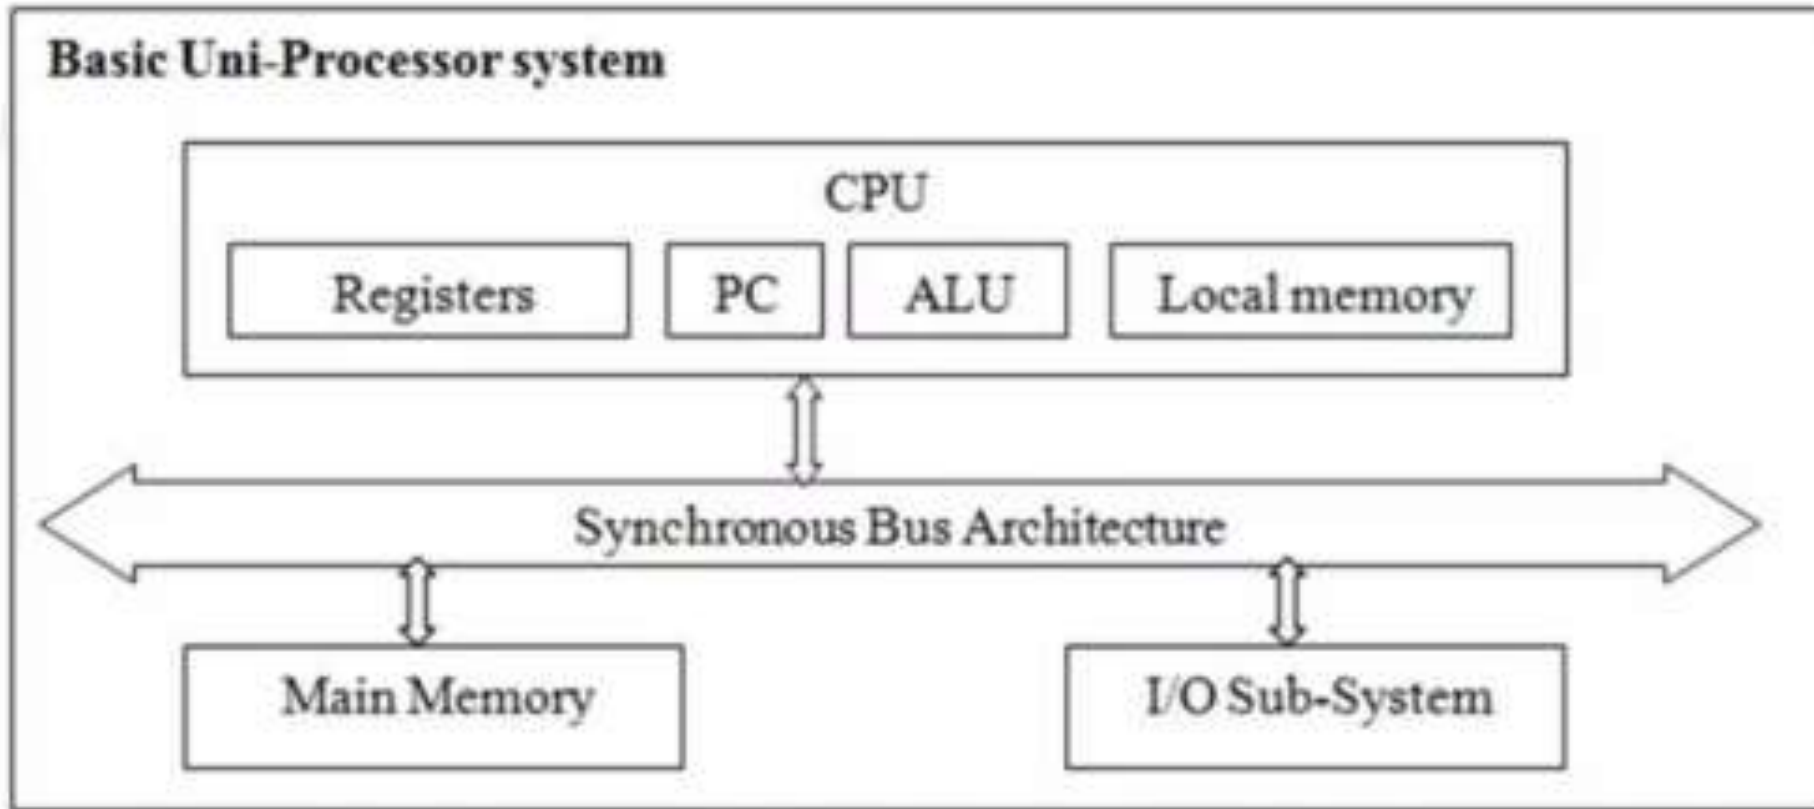 Basic Uni-Processor system
CPU
Registers
PC
ALU
Local memory
Synchronous Bus Architecture
Main Memory
I/O Sub-System